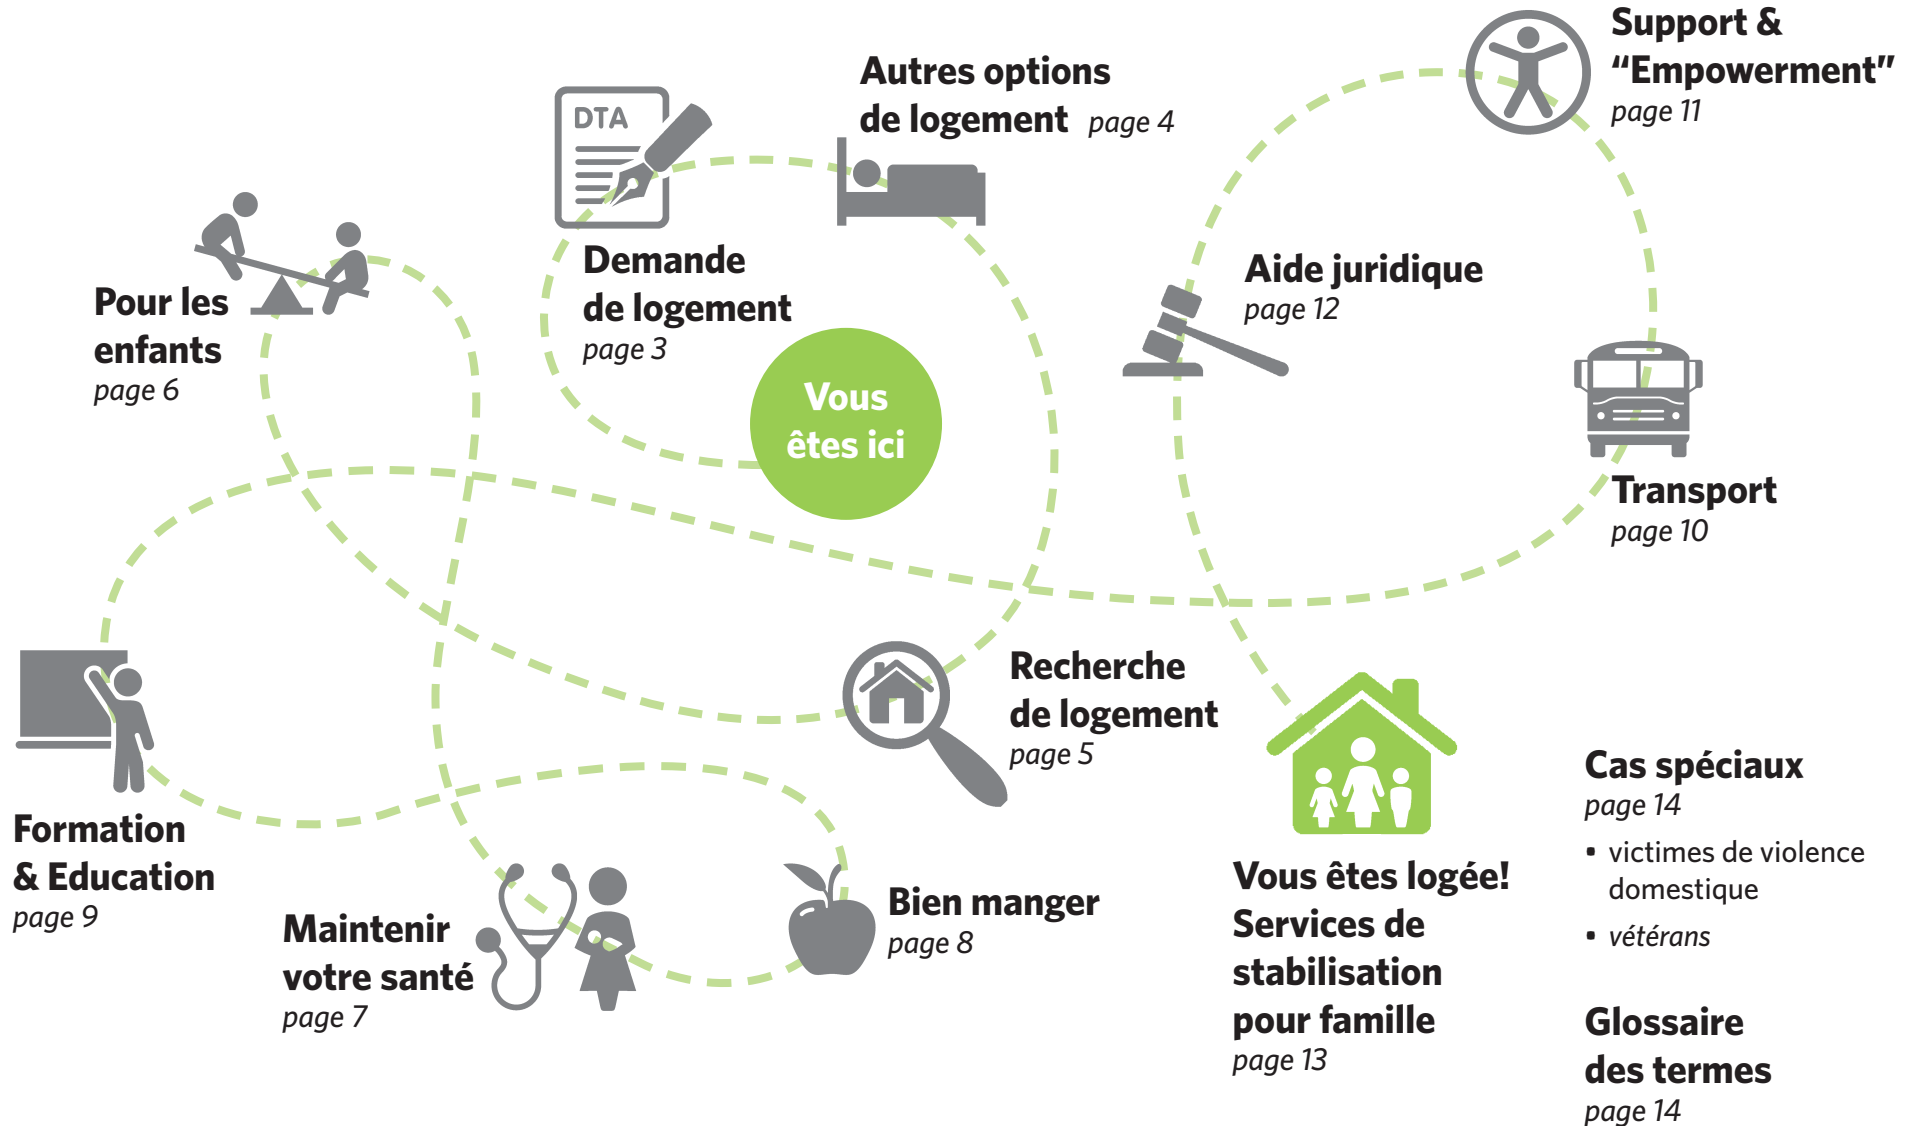 Vous
êtes ici
DTA
Demande
de logement
page 3
Autres options
de logement page 4
Recherche
de logement
page 5
Pour les
enfants
page 6
Maintenir
votre santé
page 7
Bien manger
page 8
Formation
& Education
page 9
Transport
page 10
Support &
“Empowerment”
page 11
Aide juridique
page 12
Vous êtes logée!
Services de
stabilisation
pour famille
page 13
Cas spéciaux
page 14
▪ victimes de violence
domestique
▪ vétérans
Glossaire
des termes
page 14